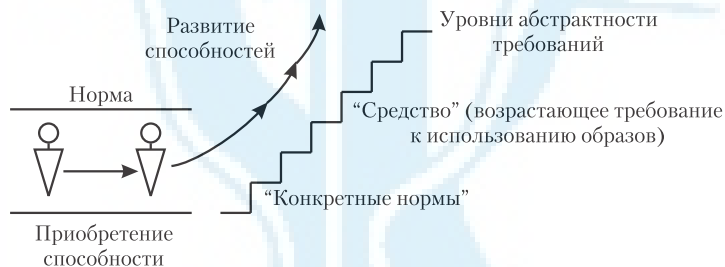 Развитие
способностей
Уровни абстрактности
требований
Норма
“Средство” (возрастающее требование
к использованию образов)
“Конкретные нормы”
Приобретение
способности